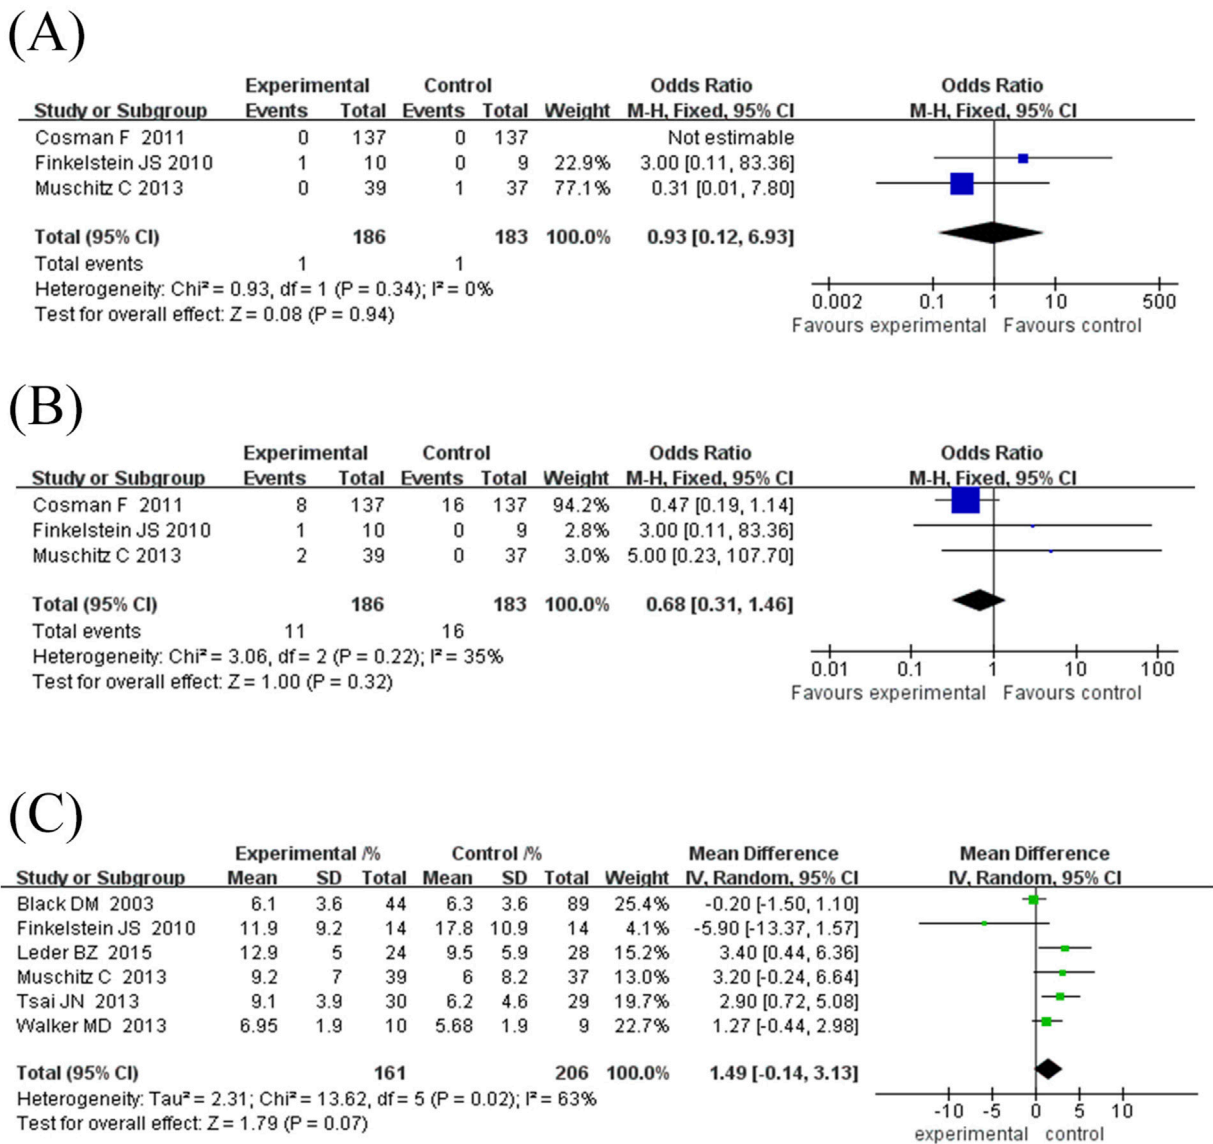 (A)
Experimental Control Odds Ratio Odds Ratio
Study or Subgroup Events Total Events Total Weight M-H, Fixed, 95% CI M-H, Fixed, 95% CI
Cosman F 2011 0 137 0 137 Not estimable
Finkelstein JS 2010 1 10 0 9 22.9% 3.00 [0.11, 83.36]
Muschitz C 2013 0 39 1 37 77.1% 0.31 [0.01, 7.80]
Total (95% CI) 186 183 100.0% 0.93 [0.12, 6.93]
Total events 1 1
Heterogeneity: Chi² = 0.93, df = 1 (P = 0.34); I² = 0%
Test for overall effect: Z = 0.08 (P = 0.94)
0.002 0.1 1 10 500
Favours experimental Favours control
(B)
Experimental Control Odds Ratio Odds Ratio
Study or Subgroup Events Total Events Total Weight M-H, Fixed, 95% CI M-H, Fixed, 95% CI
Cosman F 2011 8 137 16 137 94.2% 0.47 [0.19, 1.14]
Finkelstein JS 2010 1 10 0 9 2.8% 3.00 [0.11, 83.36]
Muschitz C 2013 2 39 0 37 3.0% 5.00 [0.23, 107.70]
Total (95% CI) 186 183 100.0% 0.68 [0.31, 1.46]
Total events 11 16
Heterogeneity: Chi² = 3.06, df = 2 (P = 0.22); I² = 35%
Test for overall effect: Z = 1.00 (P = 0.32)
0.01 0.1 1 10 100
Favours experimental Favours control
(C)
Experimental /% Control /% Mean Difference Mean Difference
Study or Subgroup Mean SD Total Mean SD Total Weight IV, Random, 95% CI IV, Random, 95% CI
Black DM 2003 6.1 3.6 44 6.3 3.6 89 25.4% -0.20 [-1.50, 1.10]
Finkelstein JS 2010 11.9 9.2 14 17.8 10.9 14 4.1% -5.90 [-13.37, 1.57]
Leder BZ 2015 12.9 5 24 9.5 5.9 28 15.2% 3.40 [0.44, 6.36]
Muschitz C 2013 9.2 7 39 6 8.2 37 13.0% 3.20 [-0.24, 6.64]
Tsai JN 2013 9.1 3.9 30 6.2 4.6 29 19.7% 2.90 [0.72, 5.08]
Walker MD 2013 6.95 1.9 10 5.68 1.9 9 22.7% 1.27 [-0.44, 2.98]
Total (95% CI) 161 206 100.0% 1.49 [-0.14, 3.13]
Heterogeneity: Tau² = 2.31; Chi² = 13.62, df = 5 (P = 0.02); I² = 63%
Test for overall effect: Z = 1.79 (P = 0.07)
-10 -5 0 5 10
experimental control